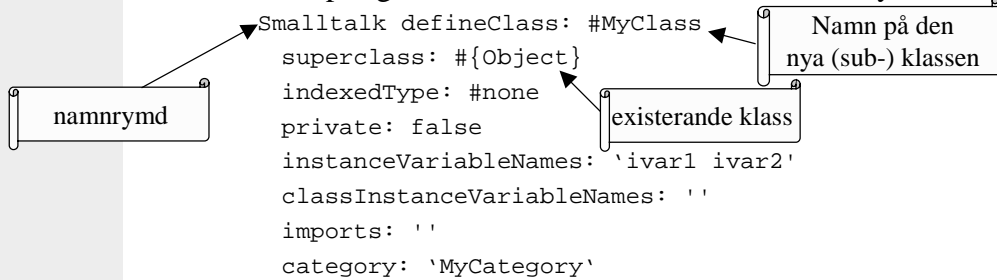 Smalltalk defineClass: #MyClass
Namn på den
nya (sub-) klassen
superclass: #{Object}
namnrymd
indexedType: #none
existerande klass
private: false
instanceVariableNames: ‘ivar1 ivar2'
classInstanceVariableNames: ''
imports: ''
category: ‘MyCategory‘